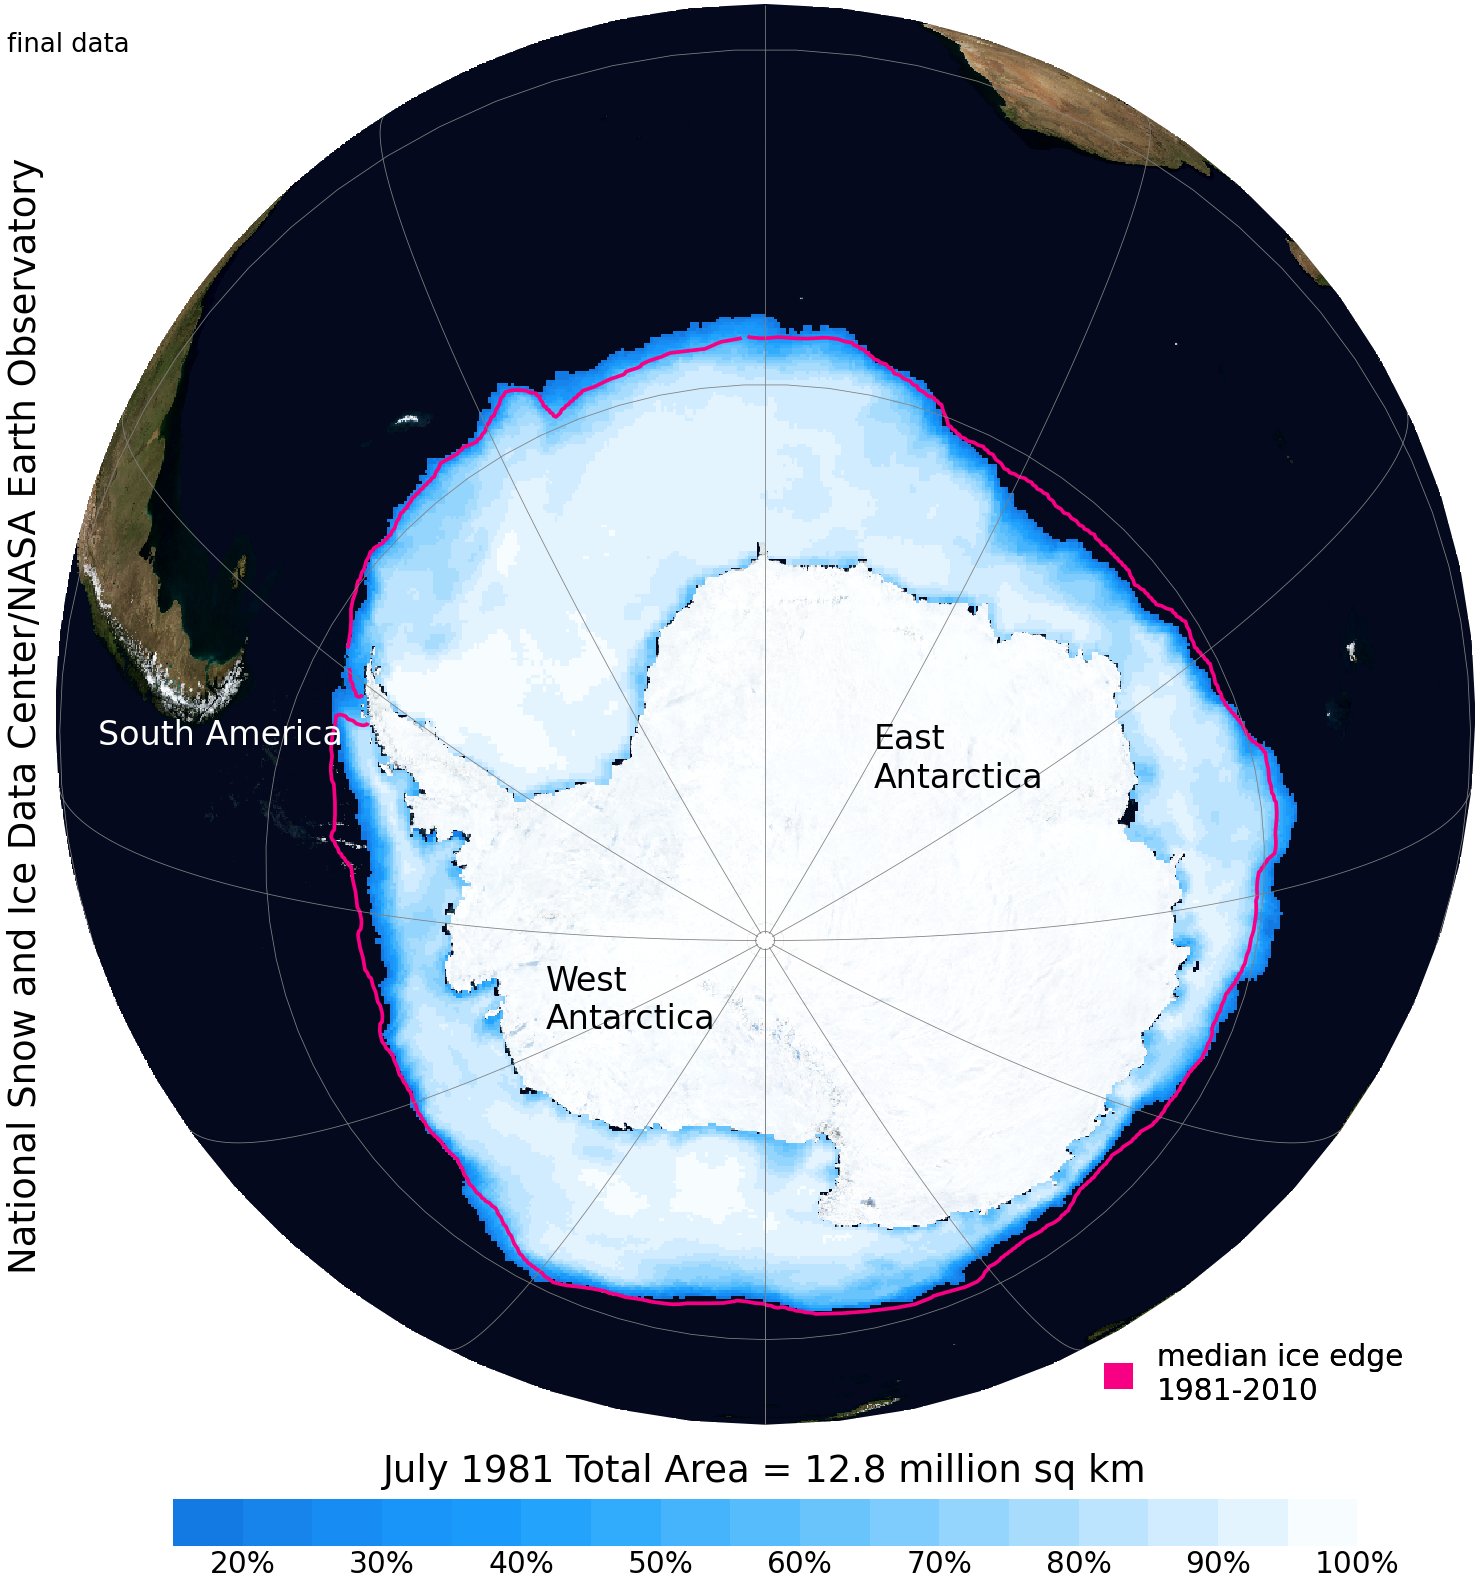 final data
National Snow and Ice Data Center/NASA Earth Observatory
South America
East
Antarctica
West
Antarctica
median ice edge
1981-2010
July 1981 Total Area = 12.8 million sq km
20% 30% 40% 50% 60% 70% 80% 90% 100%